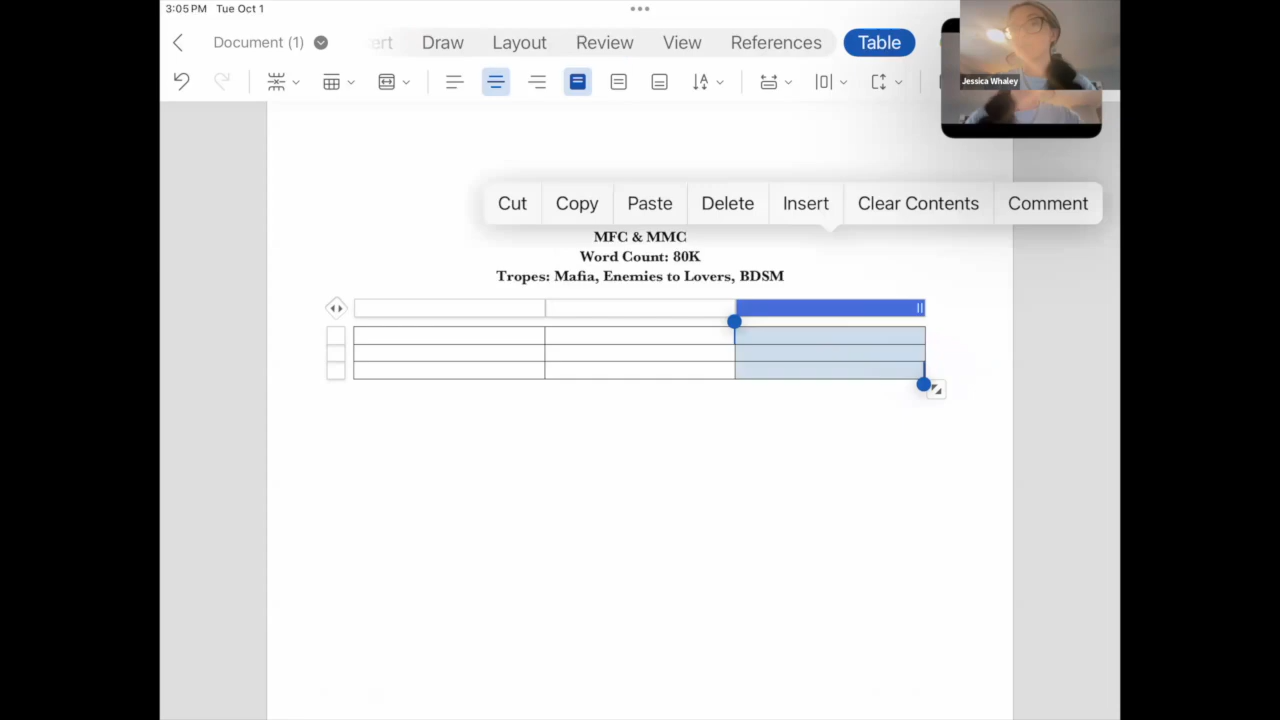 3:05 PM Tue Oct 1
Document (1)
Draw Layout Review View References Table
Jessica Whaley
Cut Copy Paste Delete Insert Clear Contents Comment
MFC & MMC
Word Count: 80K
Tropes: Mafia, Enemies to Lovers, BDSM